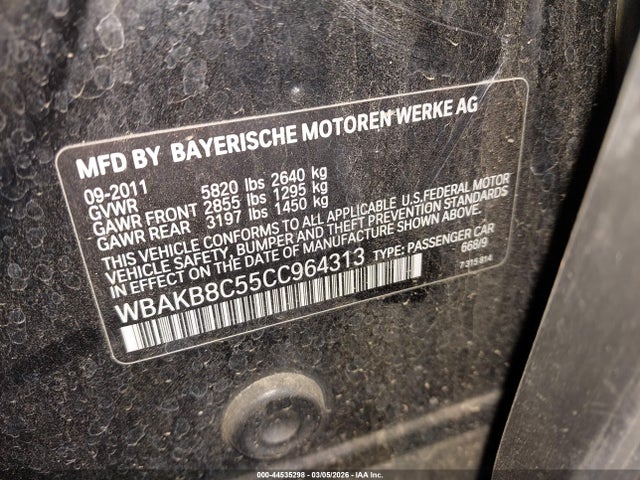 MFD BY BAYERISCHE MOTOREN WERKE AG
09-2011
GVWR 5820 lbs 2640 kg
GAWR FRONT 2855 lbs 1295 kg
GAWR REAR 3197 lbs 1450 kg
THIS VEHICLE CONFORMS TO ALL APPLICABLE U.S.FEDERAL MOTOR
VEHICLE SAFETY, BUMPER AND THEFT PREVENTION STANDARDS
IN EFFECT ON THE DATE OF MANUFACTURE SHOWN ABOVE.
WBAKB8C55CC964313 TYPE: PASSENGER CAR
668/9
7 315 814
000-44535298 - 03/05/2026 - IAA Inc.